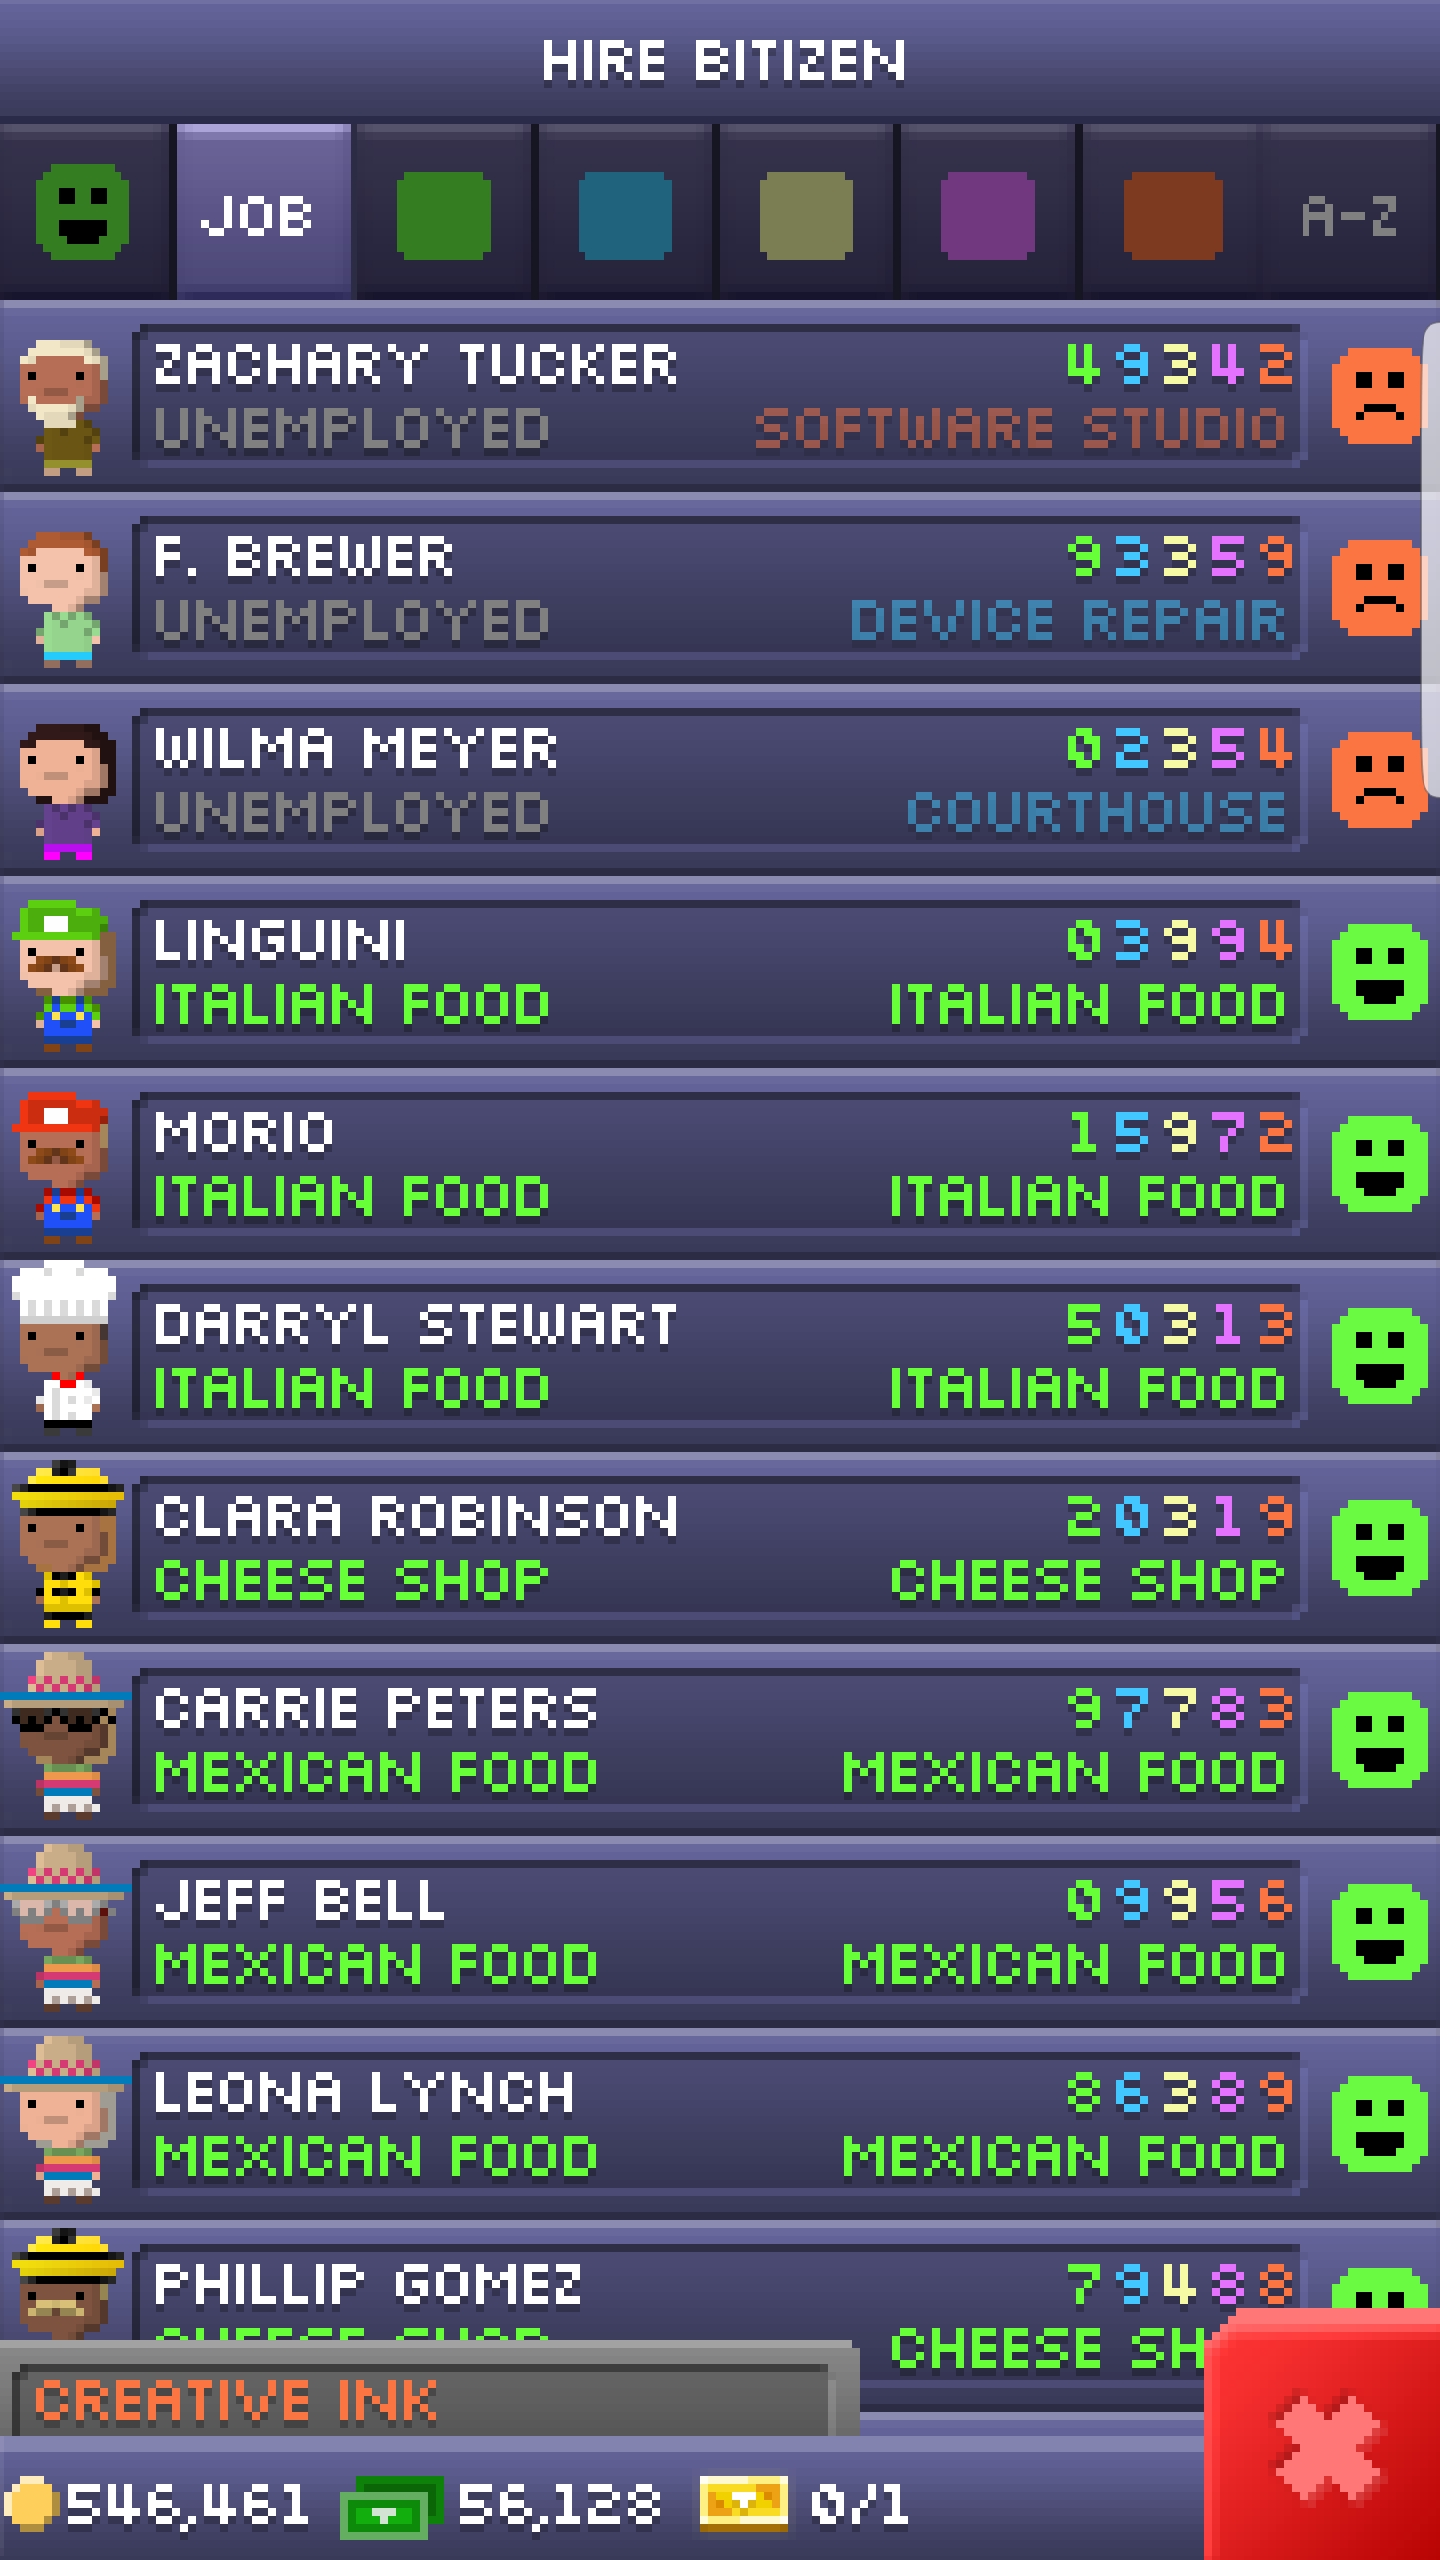 HIRE BITIZEN
JOB A-Z
ZACHARY TUCKER 49342
UNEMPLOYED SOFTWARE STUDIO
F. BREWER 93359
UNEMPLOYED DEVICE REPAIR
WILMA MEYER 02354
UNEMPLOYED COURTHOUSE
LINGUINI 03994
ITALIAN FOOD ITALIAN FOOD
MORIO 15972
ITALIAN FOOD ITALIAN FOOD
DARRYL STEWART 50313
ITALIAN FOOD ITALIAN FOOD
CLARA ROBINSON 20319
CHEESE SHOP CHEESE SHOP
CARRIE PETERS 97783
MEXICAN FOOD MEXICAN FOOD
JEFF BELL 09956
MEXICAN FOOD MEXICAN FOOD
LEONA LYNCH 86389
MEXICAN FOOD MEXICAN FOOD
PHILLIP GOMEZ 79488
CHEESE SHOP CHEESE SH
CREATIVE INK
546,461 56,128 0/1